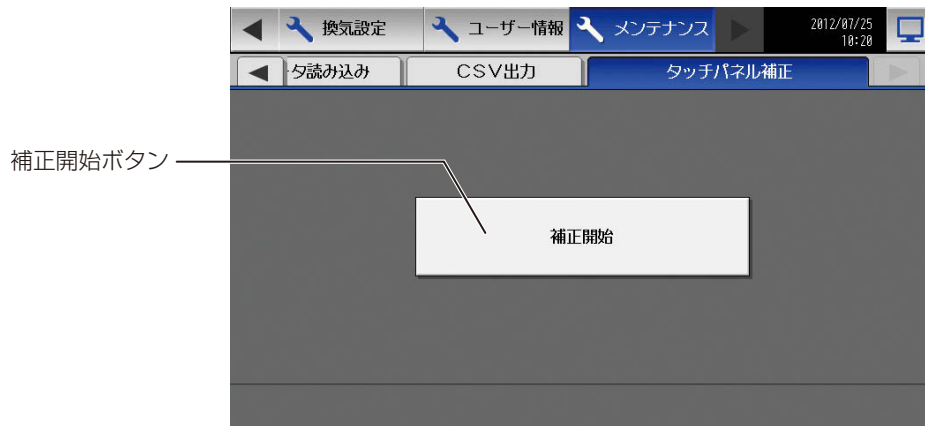 換気設定
ユーザー情報
メンテナンス
2012/07/25
10:20
タ読み込み
CSV出力
タッチパネル補正
補正開始ボタン
補正開始